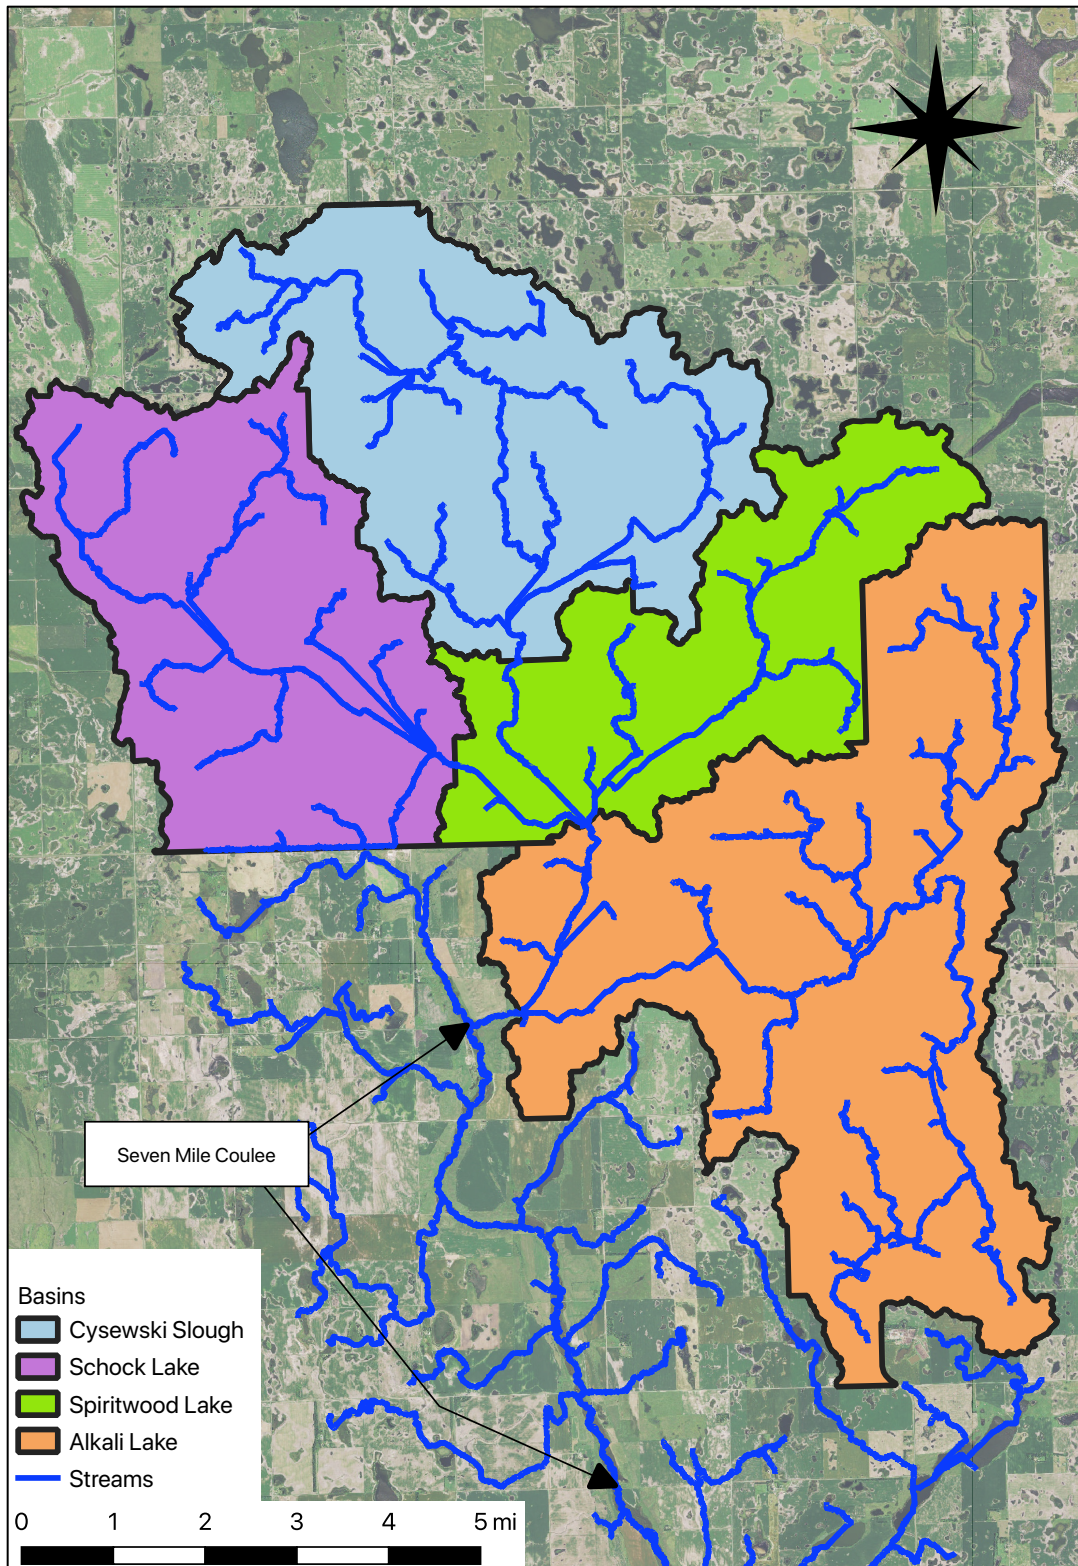 Seven Mile Coulee
Basins
Cysewski Slough
Schock Lake
Spiritwood Lake
Alkali Lake
Streams
0 1 2 3 4 5 mi